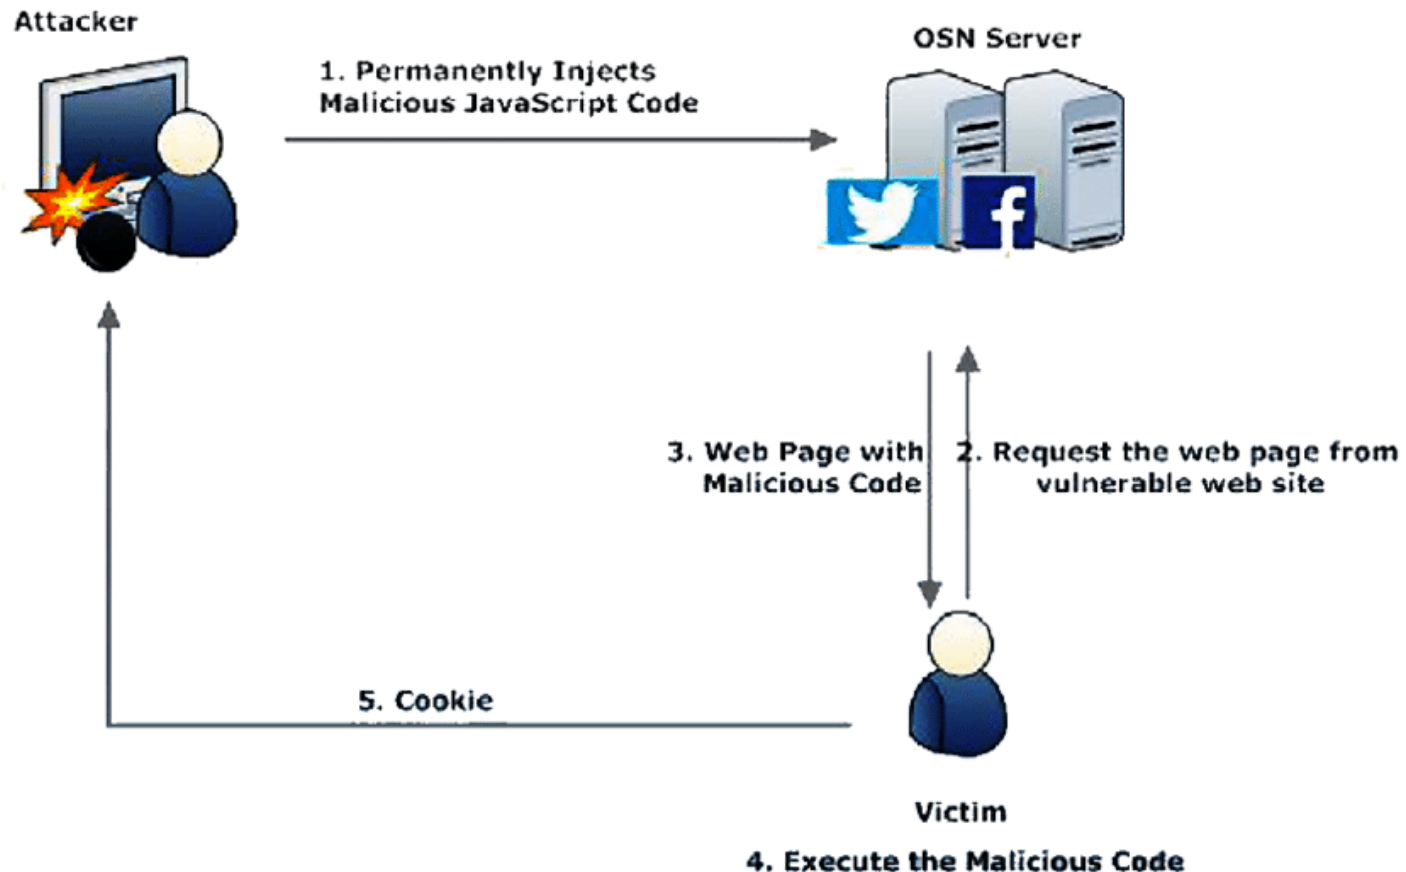 Attacker
OSN Server
1. Permanently Injects
Malicious JavaScript Code
3. Web Page with
Malicious Code
2. Request the web page from
vulnerable web site
5. Cookie
Victim
4. Execute the Malicious Code